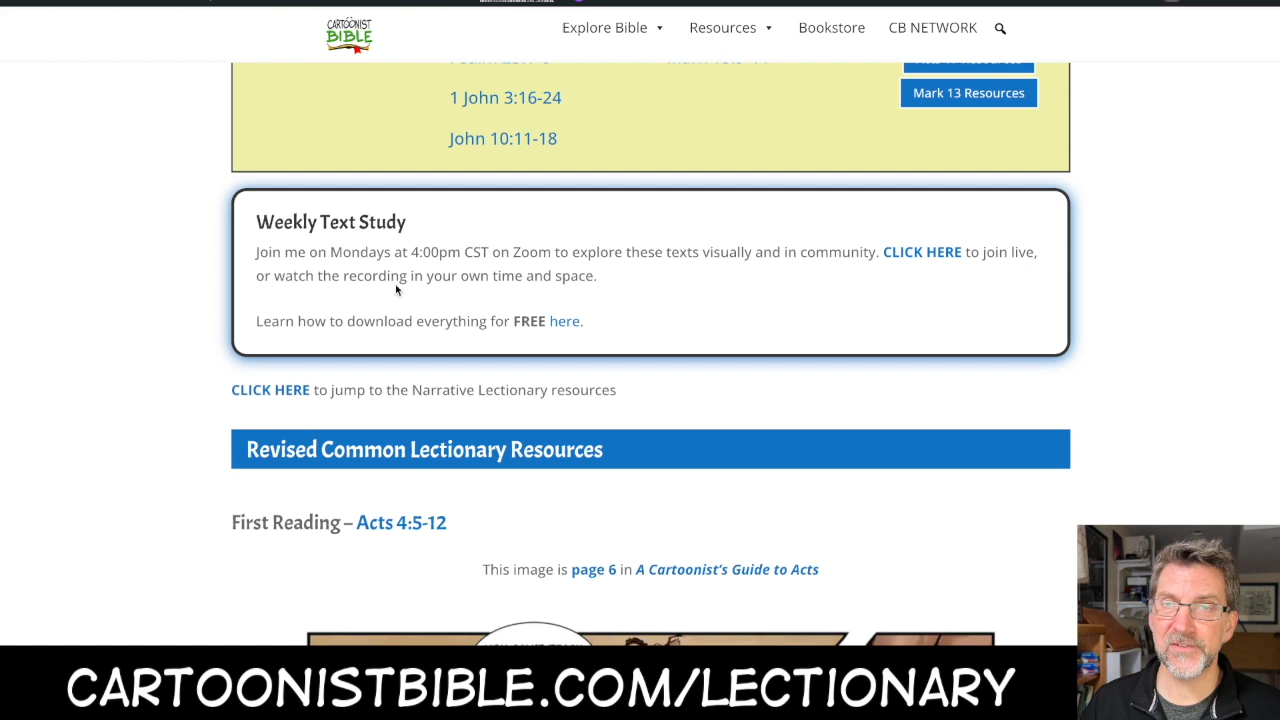 CARTOONIST
BIBLE
Explore Bible
Resources
Bookstore
CB NETWORK
Mark 13 Resources
1 John 3:16-24
John 10:11-18
Weekly Text Study
Join me on Mondays at 4:00pm CST on Zoom to explore these texts visually and in community. CLICK HERE to join live,
or watch the recording in your own time and space.
Learn how to download everything for FREE here.
CLICK HERE to jump to the Narrative Lectionary resources
Revised Common Lectionary Resources
First Reading – Acts 4:5-12
This image is page 6 in A Cartoonist's Guide to Acts
CARTOONISTBIBLE.COM/LECTIONARY